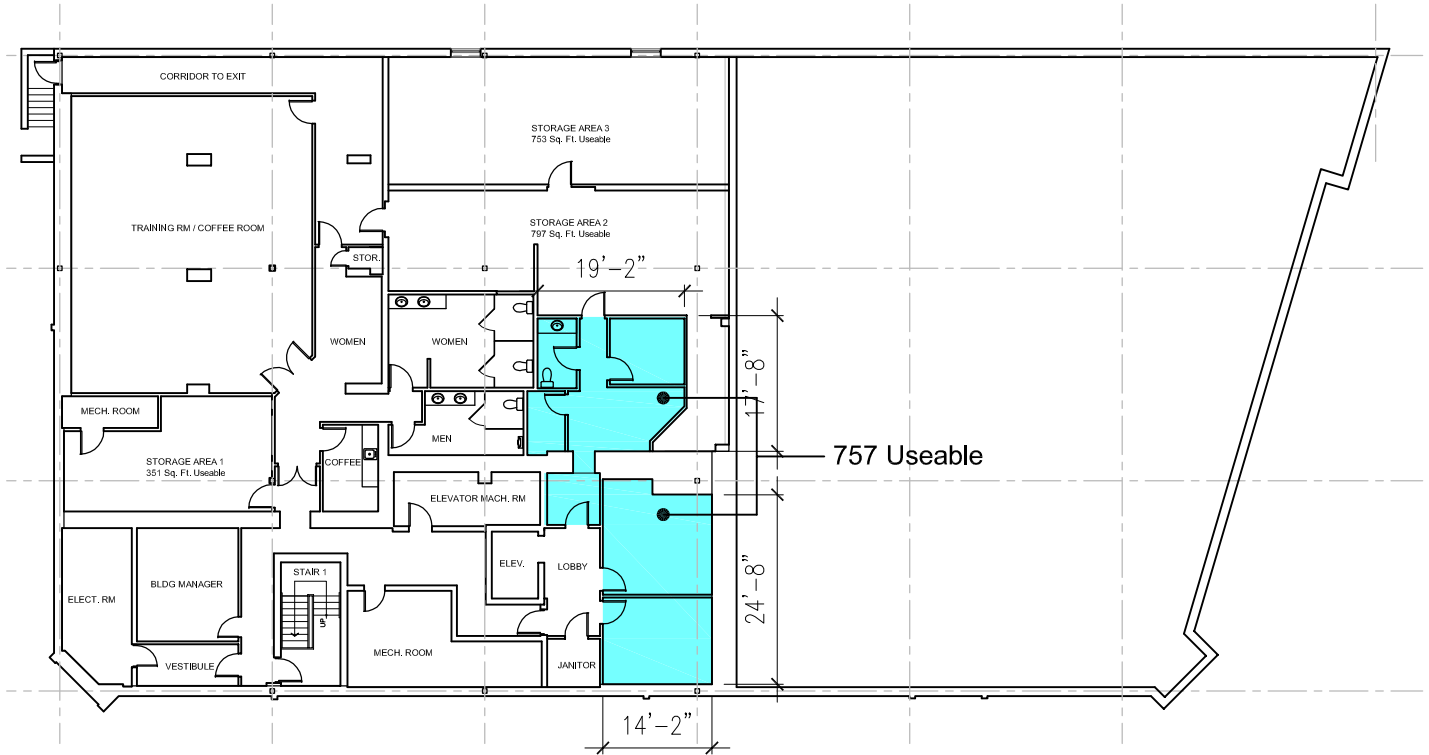 CORRIDOR TO EXIT
STORAGE AREA 3
753 Sq. Ft. Useable
TRAINING RM / COFFEE ROOM
STORAGE AREA 2
797 Sq. Ft. Useable
STOR.
19'-2"
WOMEN
WOMEN
17'-8"
MECH. ROOM
MEN
STORAGE AREA 1
351 Sq. Ft. Useable
COFFEE
757 Useable
ELEVATOR MACH. RM
ELEV.
LOBBY
STAIR 1
BLDG MANAGER
ELECT. RM
UP
24'-8"
MECH. ROOM
VESTIBULE
JANITOR
14'-2"